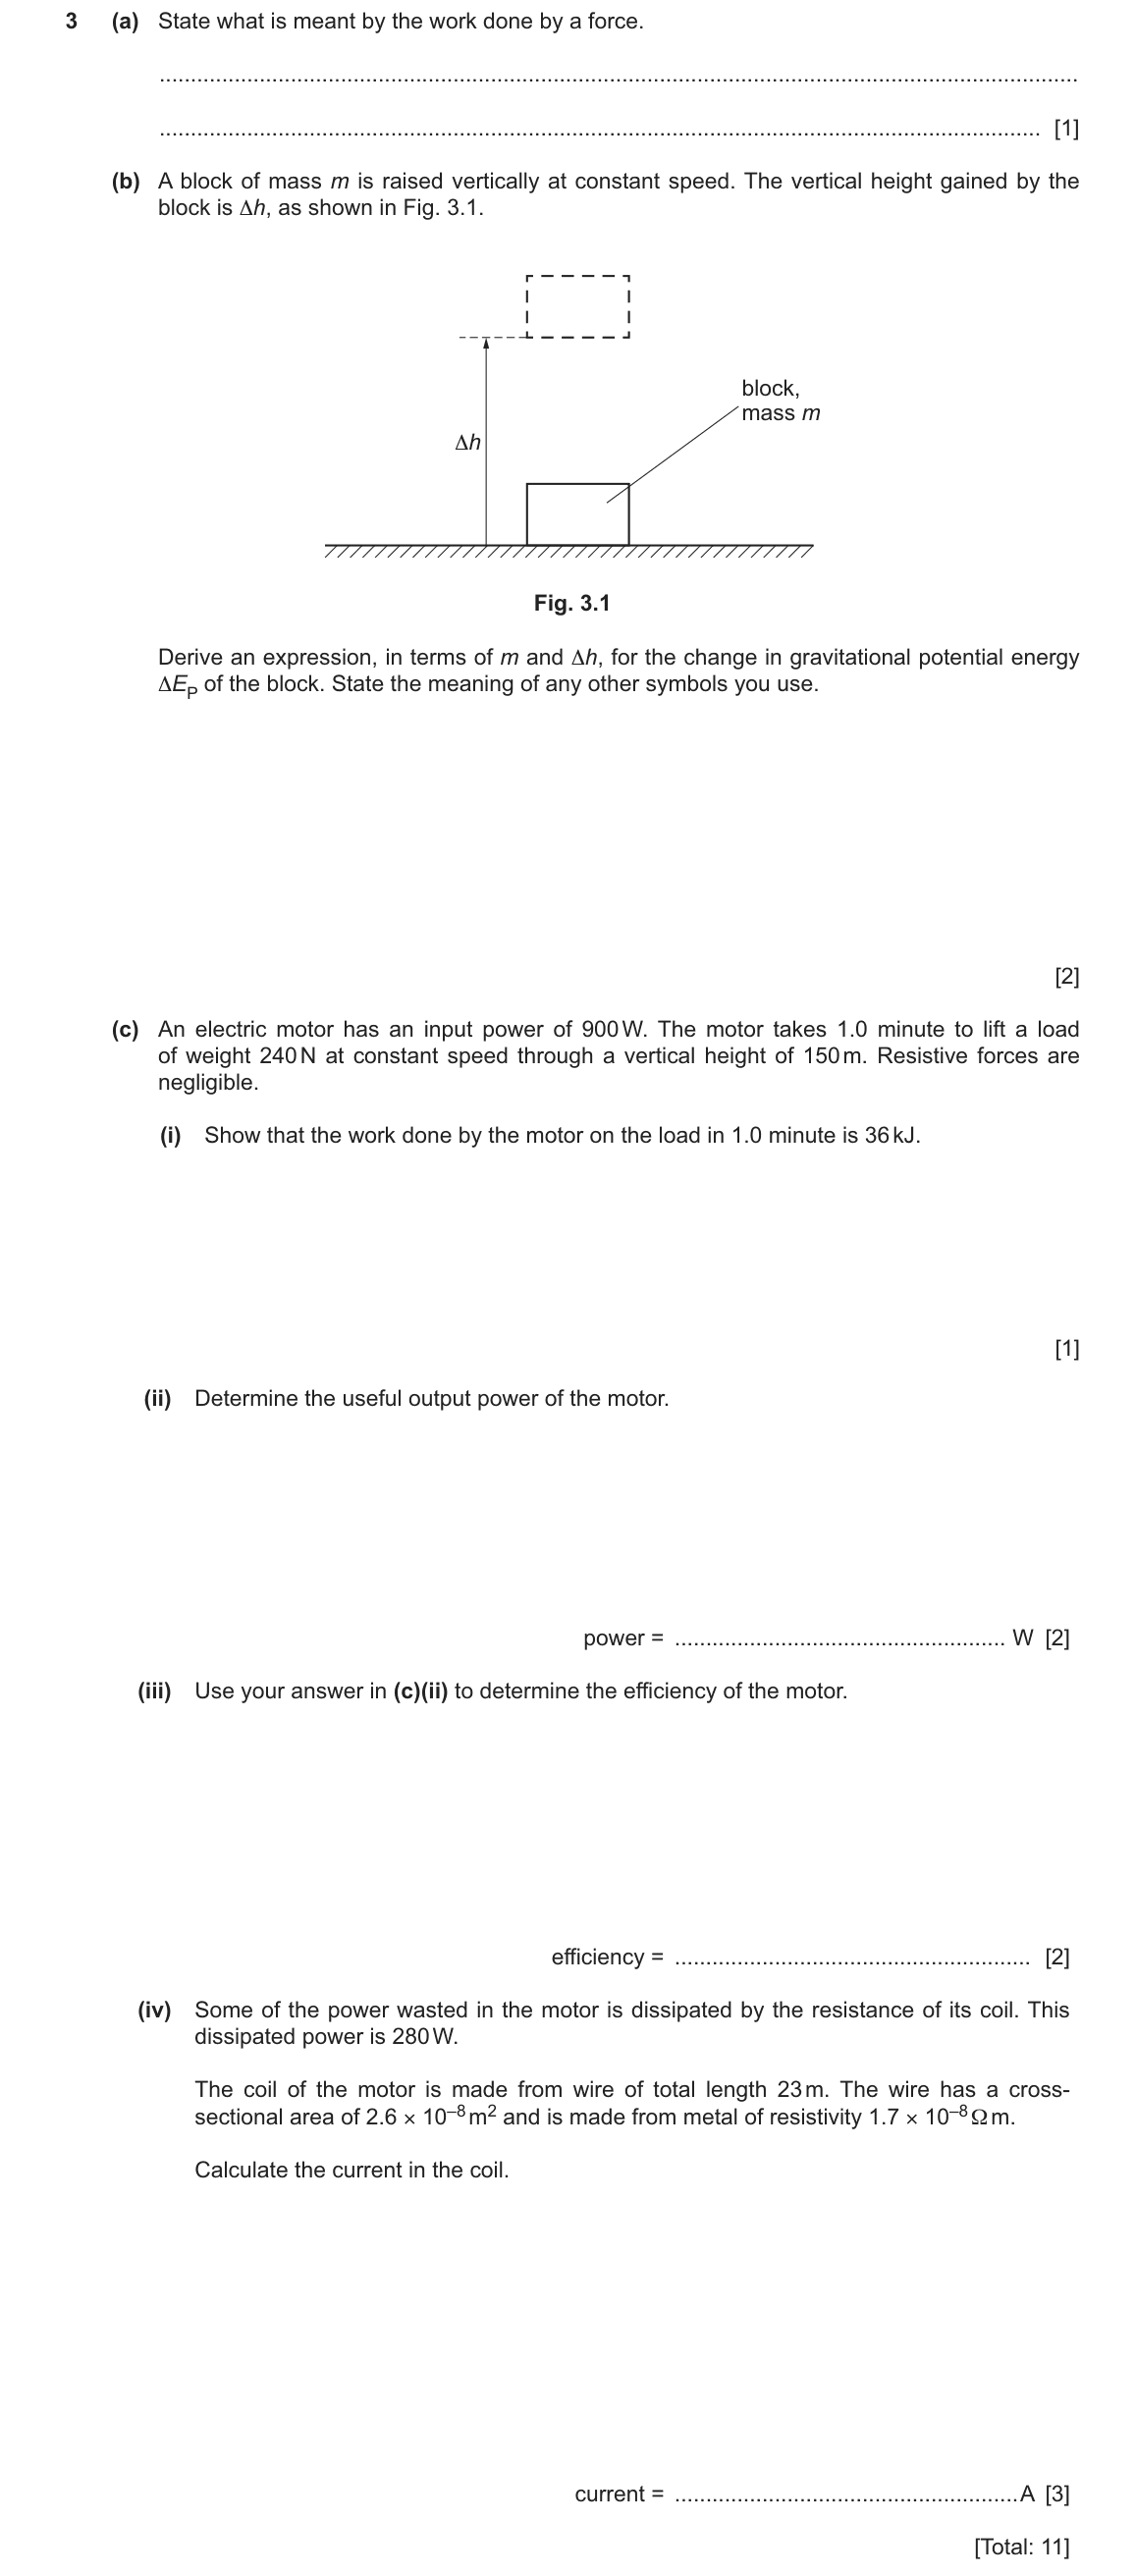 3 (a) State what is meant by the work done by a force.
.......................................................................................................................................................
................................................................................................................................................. [1]
(b) A block of mass m is raised vertically at constant speed. The vertical height gained by the
block is Δh, as shown in Fig. 3.1.
block,
mass m
Δh
Fig. 3.1
Derive an expression, in terms of m and Δh, for the change in gravitational potential energy
ΔEP of the block. State the meaning of any other symbols you use.
[2]
(c) An electric motor has an input power of 900 W. The motor takes 1.0 minute to lift a load
of weight 240 N at constant speed through a vertical height of 150 m. Resistive forces are
negligible.
(i) Show that the work done by the motor on the load in 1.0 minute is 36 kJ.
[1]
(ii) Determine the useful output power of the motor.
power = ..................................................... W [2]
(iii) Use your answer in (c)(ii) to determine the efficiency of the motor.
efficiency = ......................................................... [2]
(iv) Some of the power wasted in the motor is dissipated by the resistance of its coil. This
dissipated power is 280 W.
The coil of the motor is made from wire of total length 23 m. The wire has a cross-
sectional area of 2.6 × 10⁻⁸ m² and is made from metal of resistivity 1.7 × 10⁻⁸ Ω m.
Calculate the current in the coil.
current = ....................................................... A [3]
[Total: 11]